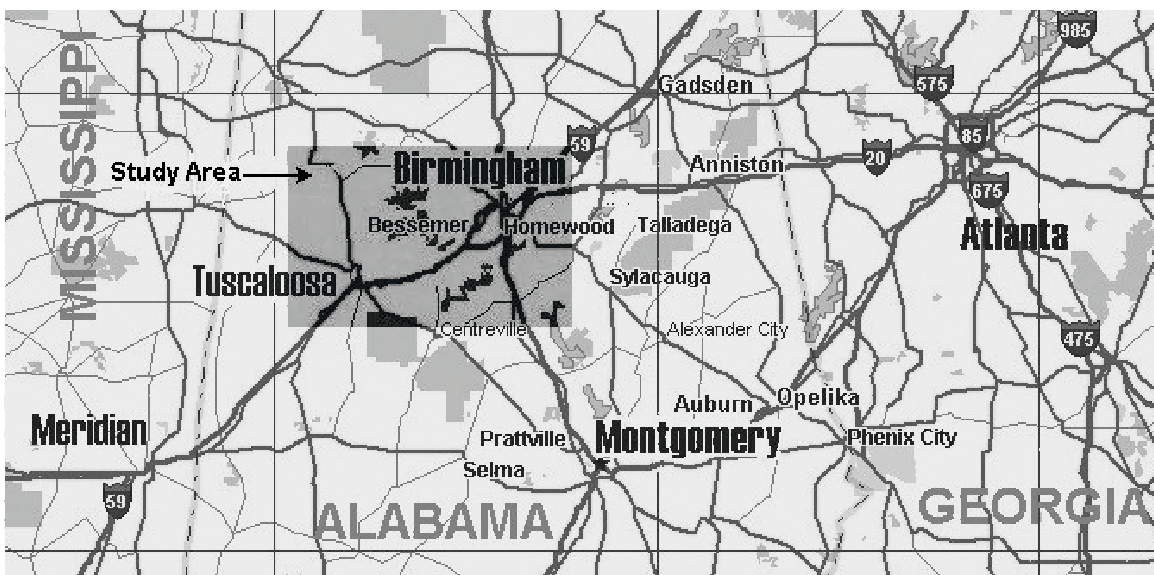 985
575
Gadsden
MISSISSIPPI
59
85
20
Birmingham
Study Area
Anniston
675
Bessemer
Homewood
Talladega
Atlanta
Tuscaloosa
Sylacauga
Centreville
Alexander City
475
Auburn
Opelika
Meridian
Prattville
Montgomery
Phenix City
Selma
59
ALABAMA
GEORGIA